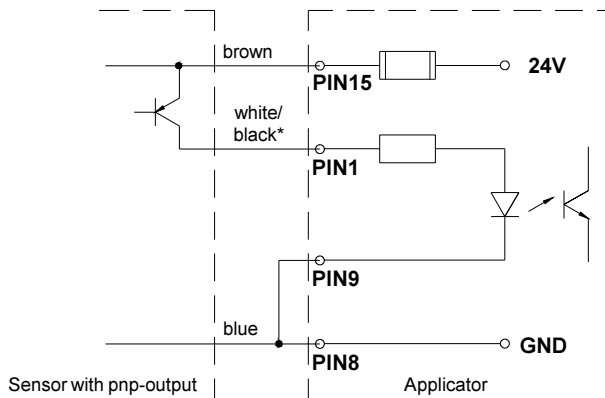 brown
24V
PIN15
white/
black*
PIN1
PIN9
blue
GND
PIN8
Sensor with pnp-output
Applicator